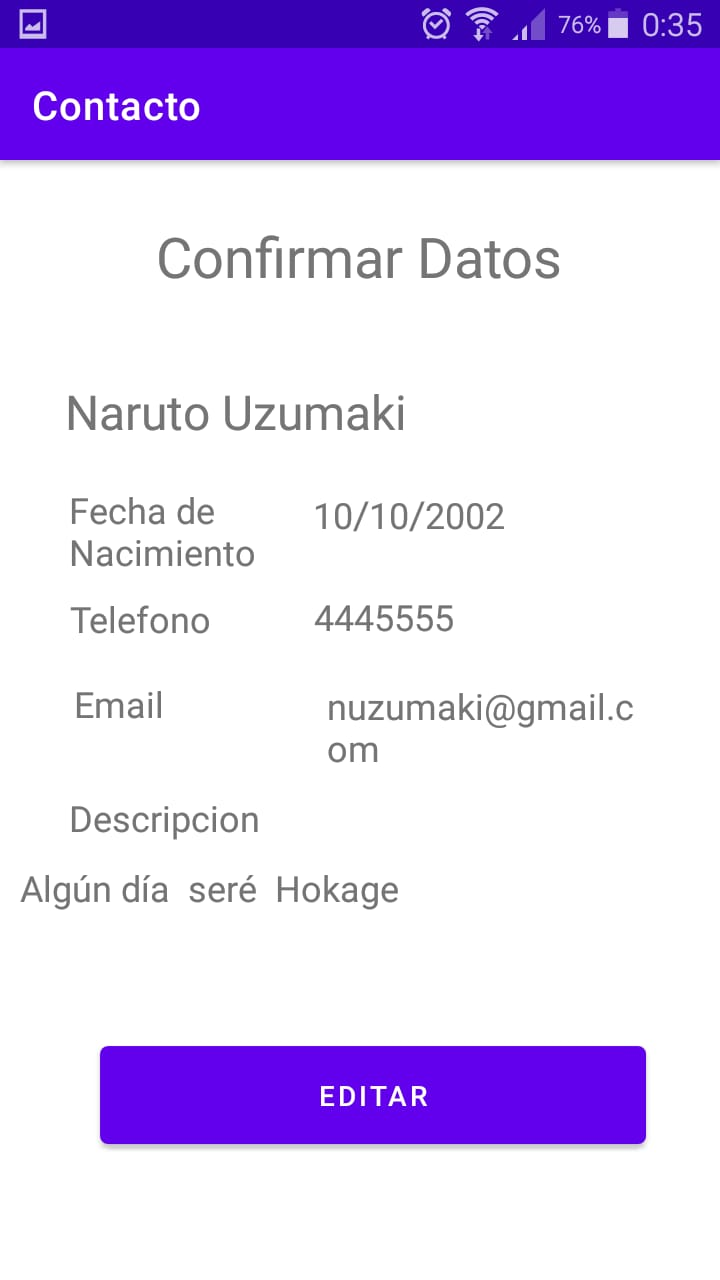 76% 0:35
Contacto
Confirmar Datos
Naruto Uzumaki
Fecha de 10/10/2002
Nacimiento
Telefono 4445555
Email nuzumaki@gmail.c
om
Descripcion
Algún día seré Hokage
EDITAR